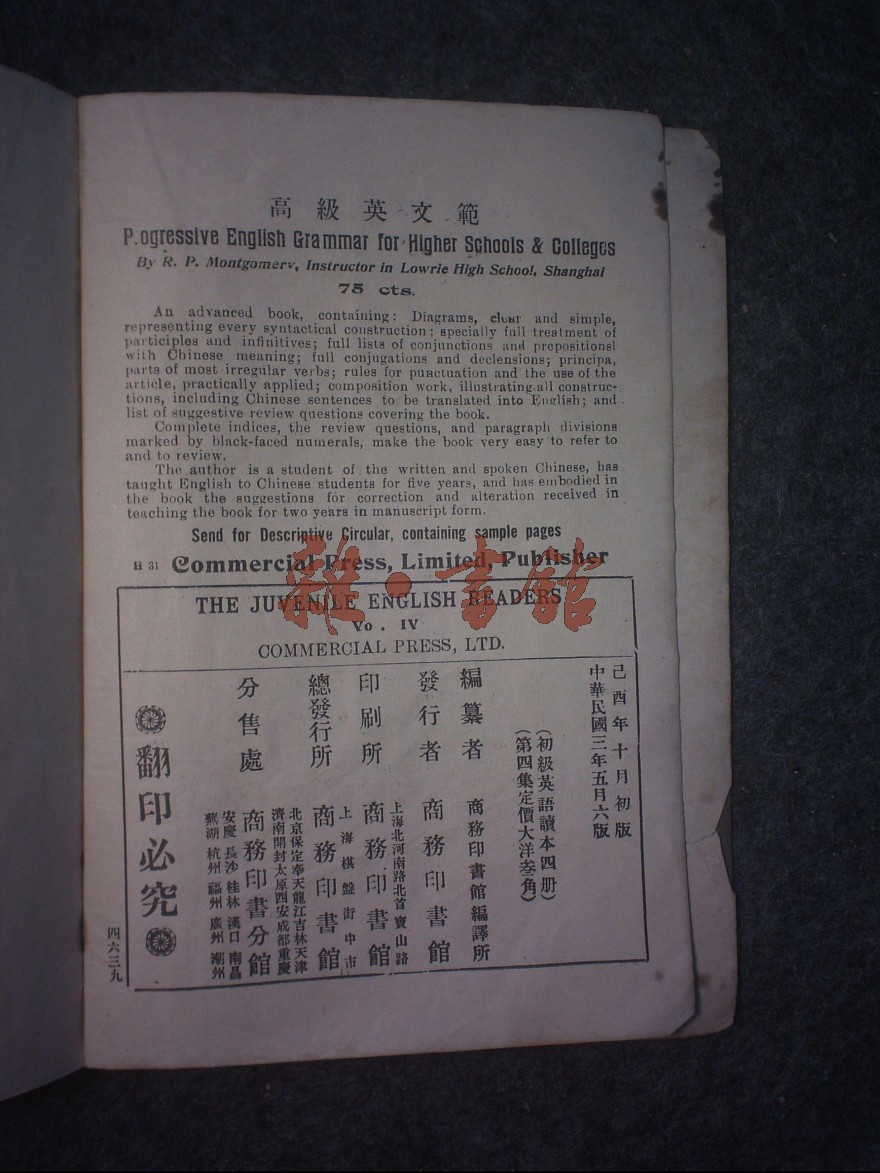 高級英文範
P.ogressive English Grammar for Higher Schools & Colleges
By R. P. Montgomery, Instructor in Lowrie High School, Shanghai
75 cts.
An advanced book, containing: Diagrams, clear and simple,
representing every syntactical construction; specially full treatment of
participles and infinitives; full lists of conjunctions and prepositionsl
with Chinese meaning; full conjugations and declensions; principa,
parts of most irregular verbs; rules for punctuation and the use of the
article, practically applied; composition work, illustrating all construc-
tions, including Chinese sentences to be translated into English; and
list of suggestive review questions covering the book.
Complete indices, the review questions, and paragraph divisions
marked by black-faced numerals, make the book very easy to refer to
and to review.
The author is a student of the written and spoken Chinese, has
taught English to Chinese students for five years, and has embodied in
the book the suggestions for correction and alteration received in
teaching the book for two years in manuscript form.
Send for Descriptive Circular, containing sample pages
H 31 Commercial Press, Limited, Publisher
雜·書館
THE JUVENILE ENGLISH READERS
Vo . IV
COMMERCIAL PRESS, LTD.
己酉年十月初版
中華民國三年五月六版
(初級英語讀本四册)
(第四集定價大洋叁角)
編纂者 商務印書館編譯所
發行者 商務印書館
印刷所 上海北河南路北首寶山路
商務印書館
總發行所 上海棋盤街中市
商務印書館
分售處 北京保定奉天龍江吉林天津
濟南開封太原西安成都重慶
商務印書分館
安慶長沙桂林漢口南昌
蕪湖杭州福州廣州潮州
翻印必究
四六三九